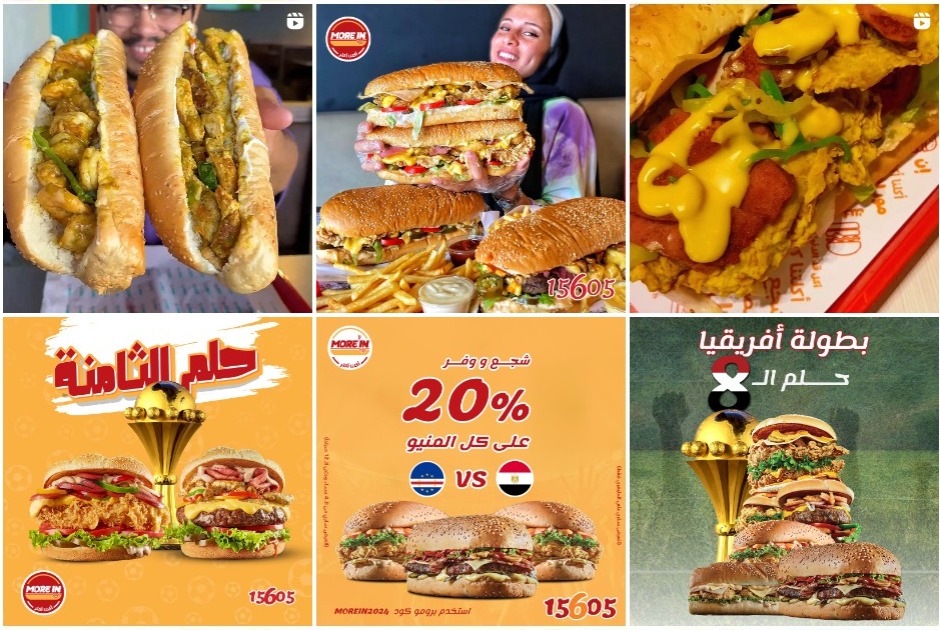 MORE IN
15605
حلم الثامنة
MORE IN
15605
MORE IN
شجع و وفر
20%
على كل المنيو
VS
استخدم برومو كود MOREIN2024
15605
بطولة أفريقيا
حلم الـ 8